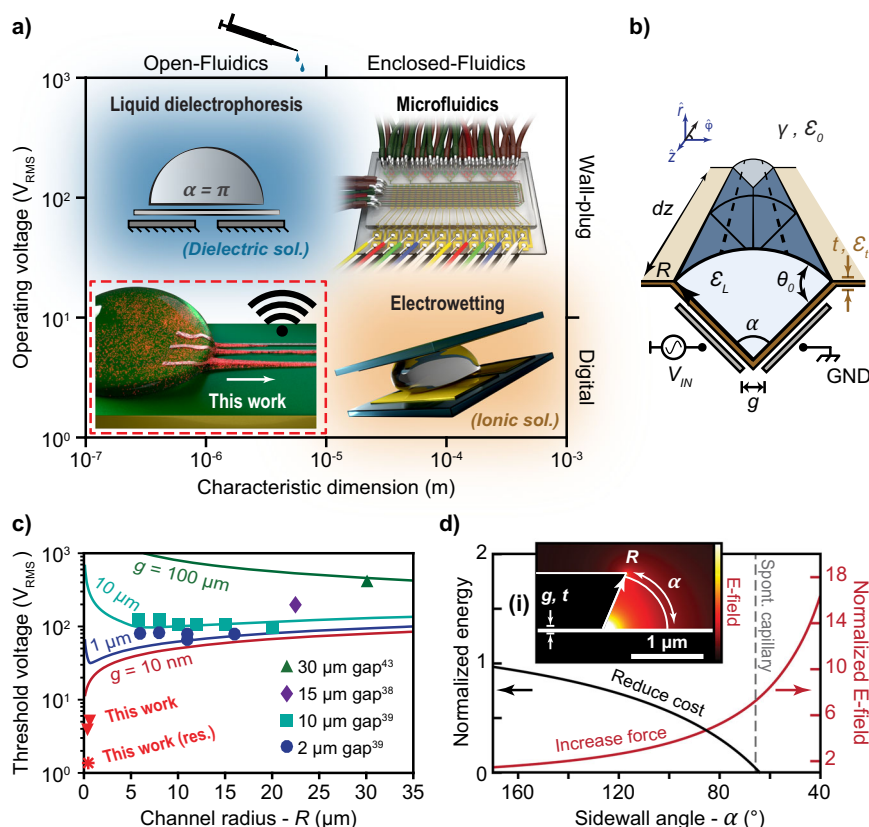 a)
Open-Fluidics
Enclosed-Fluidics
Operating voltage (V_RMS)
10³
10²
10¹
10⁰
Liquid dielectrophoresis
α = π
(Dielectric sol.)
Microfluidics
Wall-plug
This work
Electrowetting
(Ionic sol.)
Digital
10⁻⁷
10⁻⁶
10⁻⁵
10⁻⁴
10⁻³
Characteristic dimension (m)
b)
r̂
φ̂
ẑ
γ , Ɛ₀
dz
t , Ɛₜ
R
Ɛ_L
θ₀
α
V_IN
g
GND
c)
Threshold voltage (V_RMS)
10³
10²
10¹
10⁰
g = 100 µm
10 µm
1 µm
g = 10 nm
This work
This work (res.)
30 µm gap⁴³
15 µm gap³⁸
10 µm gap³⁹
2 µm gap³⁹
0 5 10 15 20 25 30 35
Channel radius - R (µm)
d)
Normalized energy
2
1
0
(i)
R
α
g, t
1 µm
E-field
Spont. capillary
Reduce cost
Increase force
18
14
10
6
2
Normalized E-field
160 120 80 40
Sidewall angle - α (°)